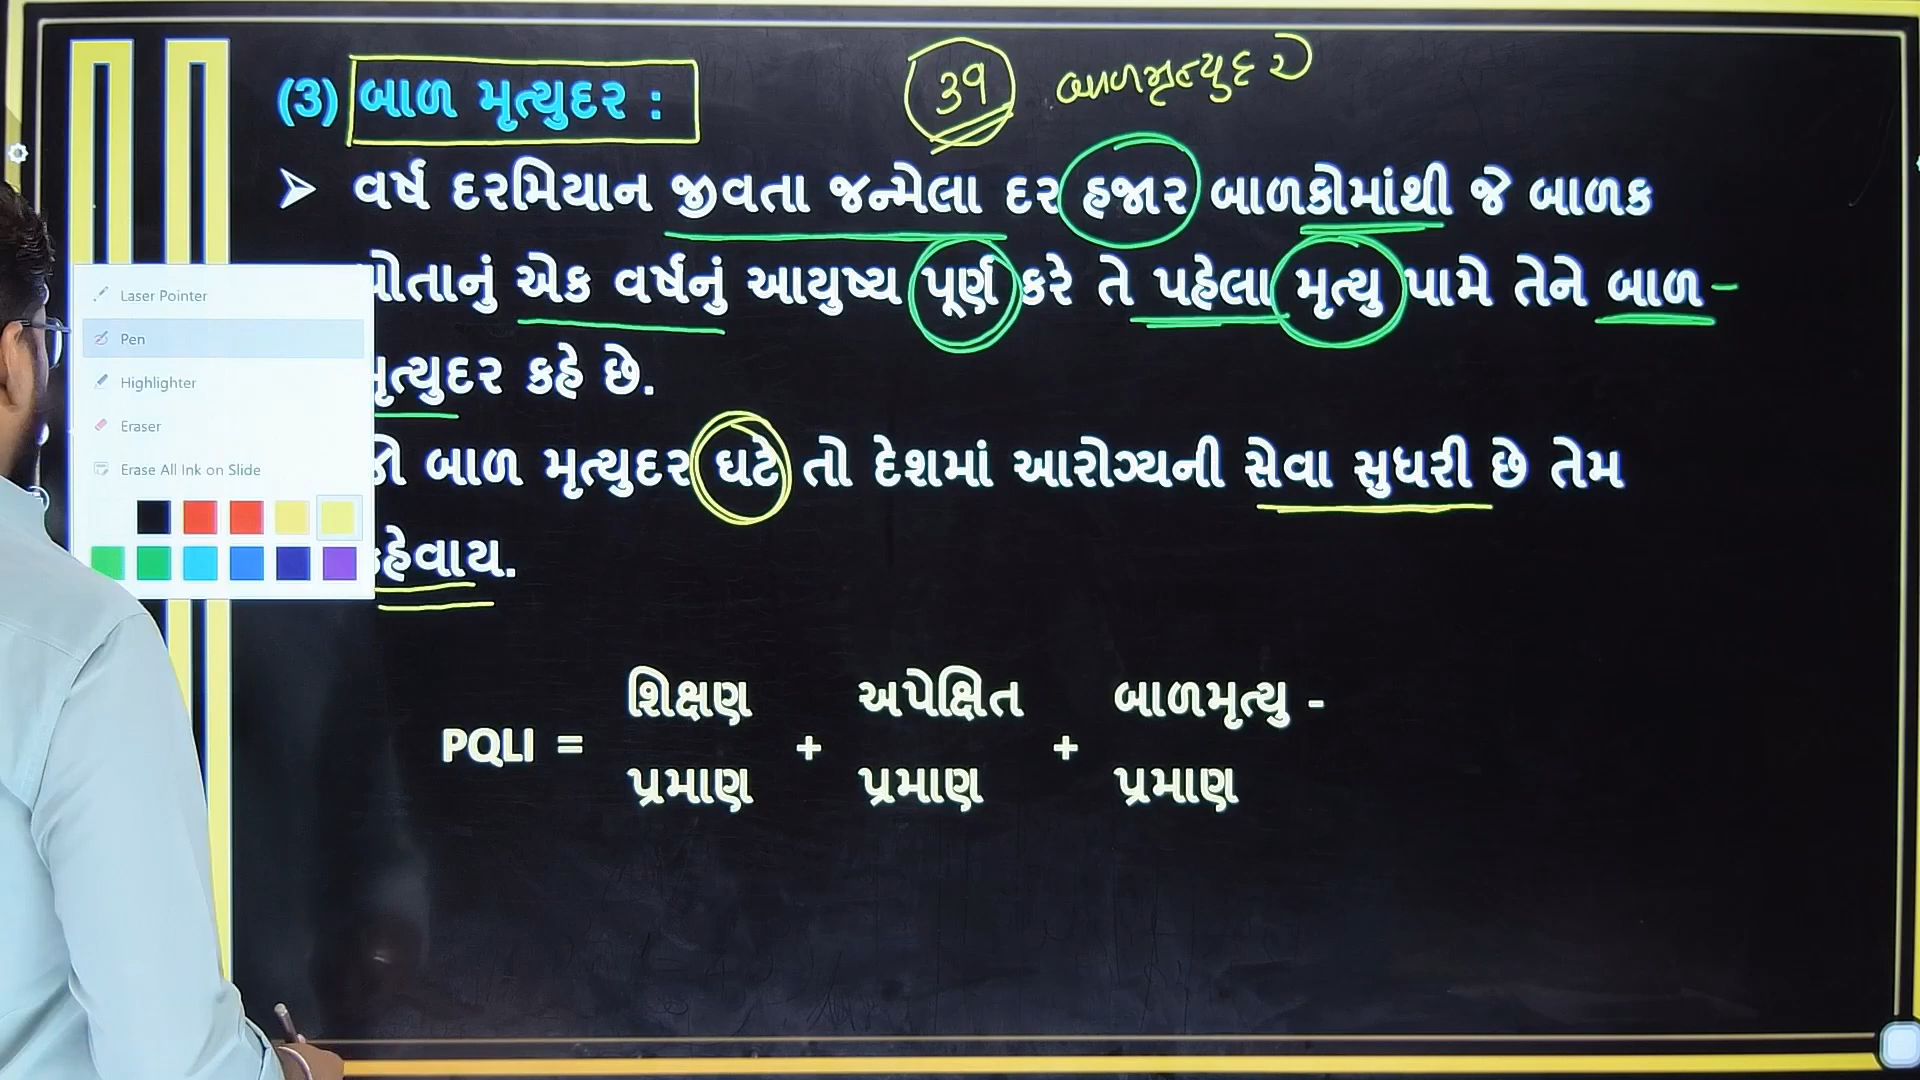 (3) બાળ મૃત્યુદર :
39 બાળમૃત્યુદર
➤ વર્ષ દરમિયાન જીવતા જન્મેલા દર હજાર બાળકોમાંથી જે બાળક
એક વર્ષનું આયુષ્ય પૂર્ણ કરે તે પહેલા મૃત્યુ પામે તેને બાળ-
મૃત્યુદર કહે છે.
બાળ મૃત્યુદર ઘટે તો દેશમાં આરોગ્યની સેવા સુધરી છે તેમ
કહેવાય.
Laser Pointer
Pen
Highlighter
Eraser
Erase All Ink on Slide
શિક્ષણ અપેક્ષિત બાળમૃત્યુ -
PQLI = + +
પ્રમાણ પ્રમાણ પ્રમાણ